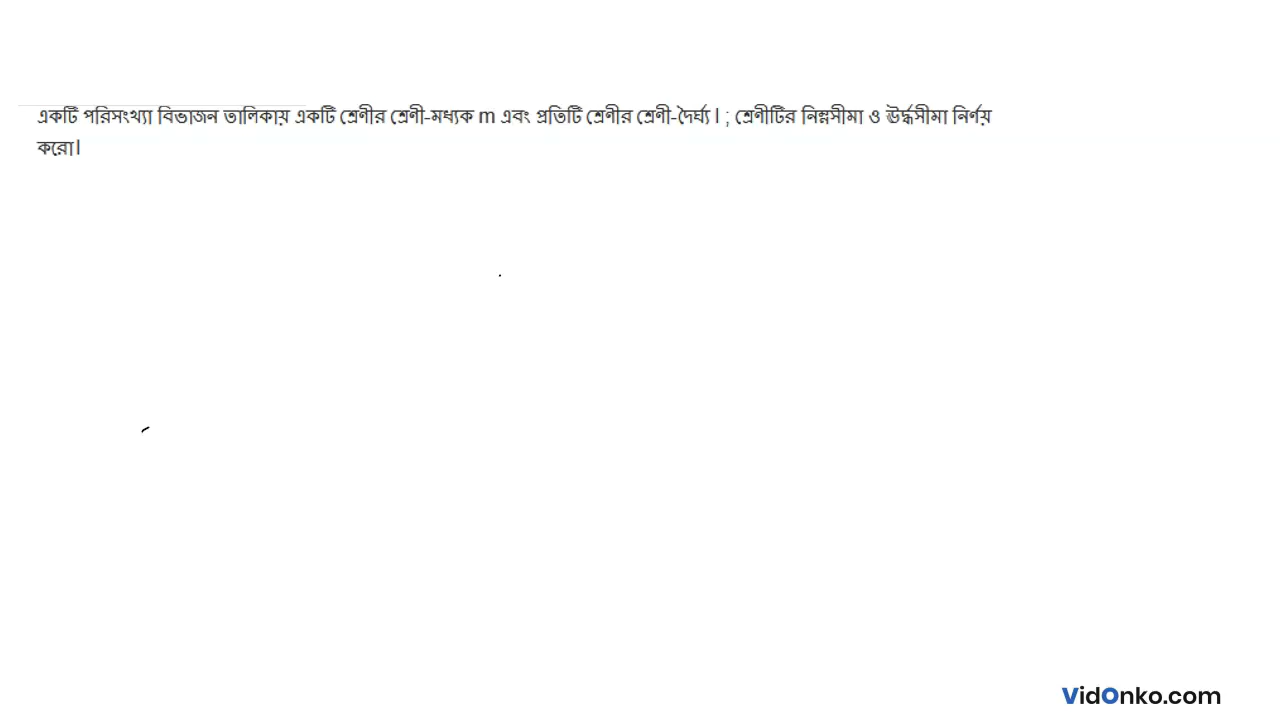 একটি পরিসংখ্যা বিভাজন তালিকায় একটি শ্রেণীর শ্রেণী-মধ্যক m এবং প্রতিটি শ্রেণীর শ্রেণী-দৈর্ঘ্য l ; শ্রেণীটির নিম্নসীমা ও ঊর্দ্ধসীমা নির্ণয়
করো।
VidOnko.com